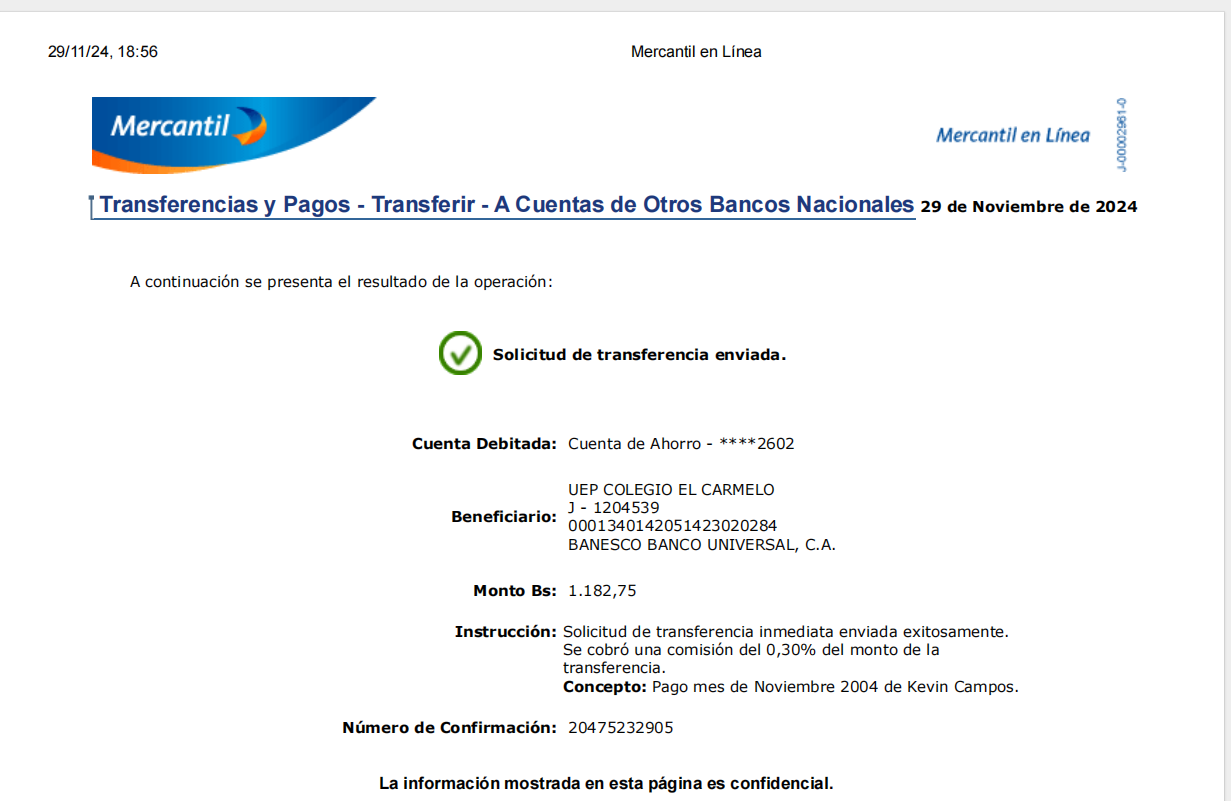 29/11/24, 18:56 Mercantil en Línea
Mercantil
Mercantil en Línea
J-00002961-0
Transferencias y Pagos - Transferir - A Cuentas de Otros Bancos Nacionales 29 de Noviembre de 2024
A continuación se presenta el resultado de la operación:
Solicitud de transferencia enviada.
Cuenta Debitada: Cuenta de Ahorro - ****2602
Beneficiario:
UEP COLEGIO EL CARMELO
J - 1204539
0001340142051423020284
BANESCO BANCO UNIVERSAL, C.A.
Monto Bs: 1.182,75
Instrucción: Solicitud de transferencia inmediata enviada exitosamente.
Se cobró una comisión del 0,30% del monto de la
transferencia.
Concepto: Pago mes de Noviembre 2004 de Kevin Campos.
Número de Confirmación: 20475232905
La información mostrada en esta página es confidencial.